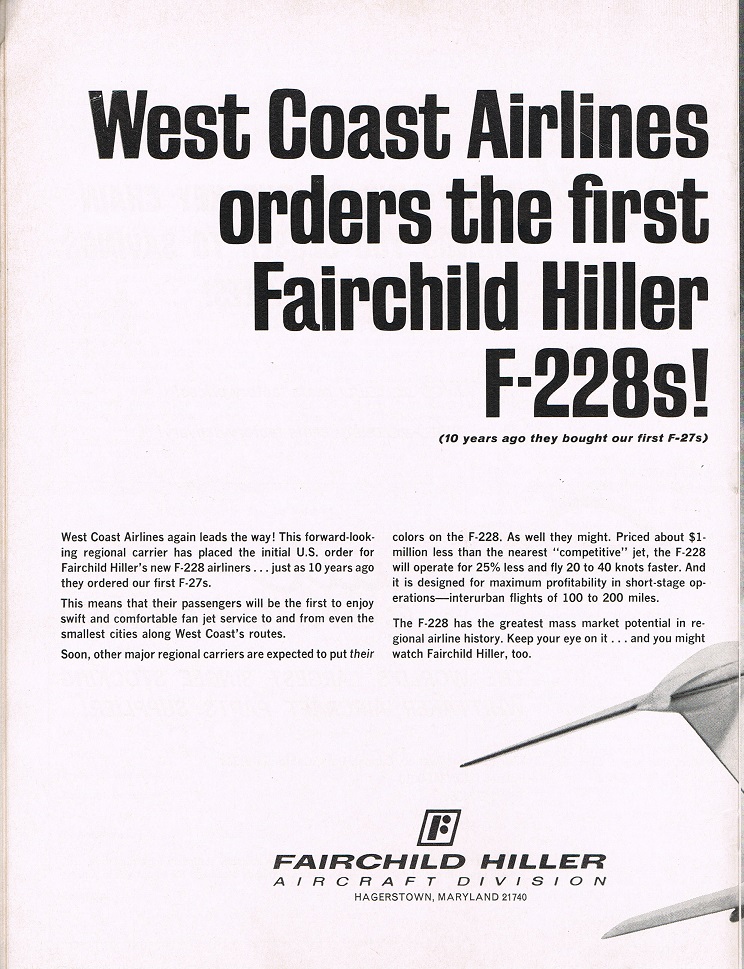 West Coast Airlines
orders the first
Fairchild Hiller
F-228s!
(10 years ago they bought our first F-27s)
West Coast Airlines again leads the way! This forward-look-
ing regional carrier has placed the initial U.S. order for
Fairchild Hiller's new F-228 airliners . . . just as 10 years ago
they ordered our first F-27s.
This means that their passengers will be the first to enjoy
swift and comfortable fan jet service to and from even the
smallest cities along West Coast's routes.
Soon, other major regional carriers are expected to put their
colors on the F-228. As well they might. Priced about $1-
million less than the nearest "competitive" jet, the F-228
will operate for 25% less and fly 20 to 40 knots faster. And
it is designed for maximum profitability in short-stage op-
erations—interurban flights of 100 to 200 miles.
The F-228 has the greatest mass market potential in re-
gional airline history. Keep your eye on it . . . and you might
watch Fairchild Hiller, too.
FAIRCHILD HILLER
AIRCRAFT DIVISION
HAGERSTOWN, MARYLAND 21740